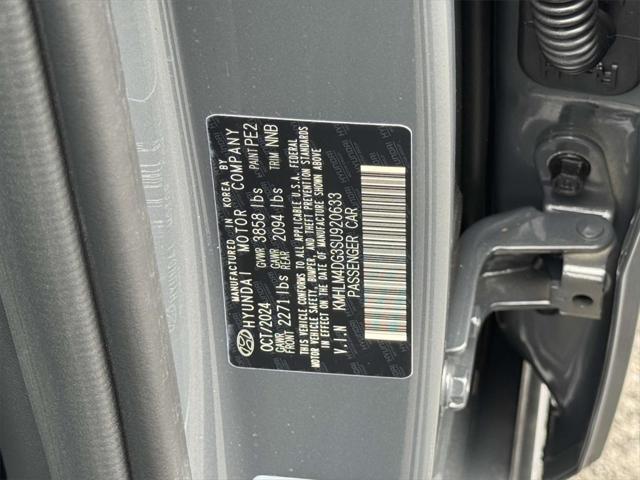 MANUFACTURED IN KOREA BY
HYUNDAI MOTOR COMPANY
OCT/2024 GVWR 3858 lbs PAINT PE2
GAWR FRONT 2271 lbs GAWR REAR 2094 lbs TRIM NNB
THIS VEHICLE CONFORMS TO ALL APPLICABLE U.S.A. FEDERAL
MOTOR VEHICLE SAFETY, BUMPER, AND THEFT PREVENTION STANDARDS
IN EFFECT ON THE DATE OF MANUFACTURE SHOWN ABOVE
V.I.N KMHLM4DG3SU920633
PASSENGER CAR